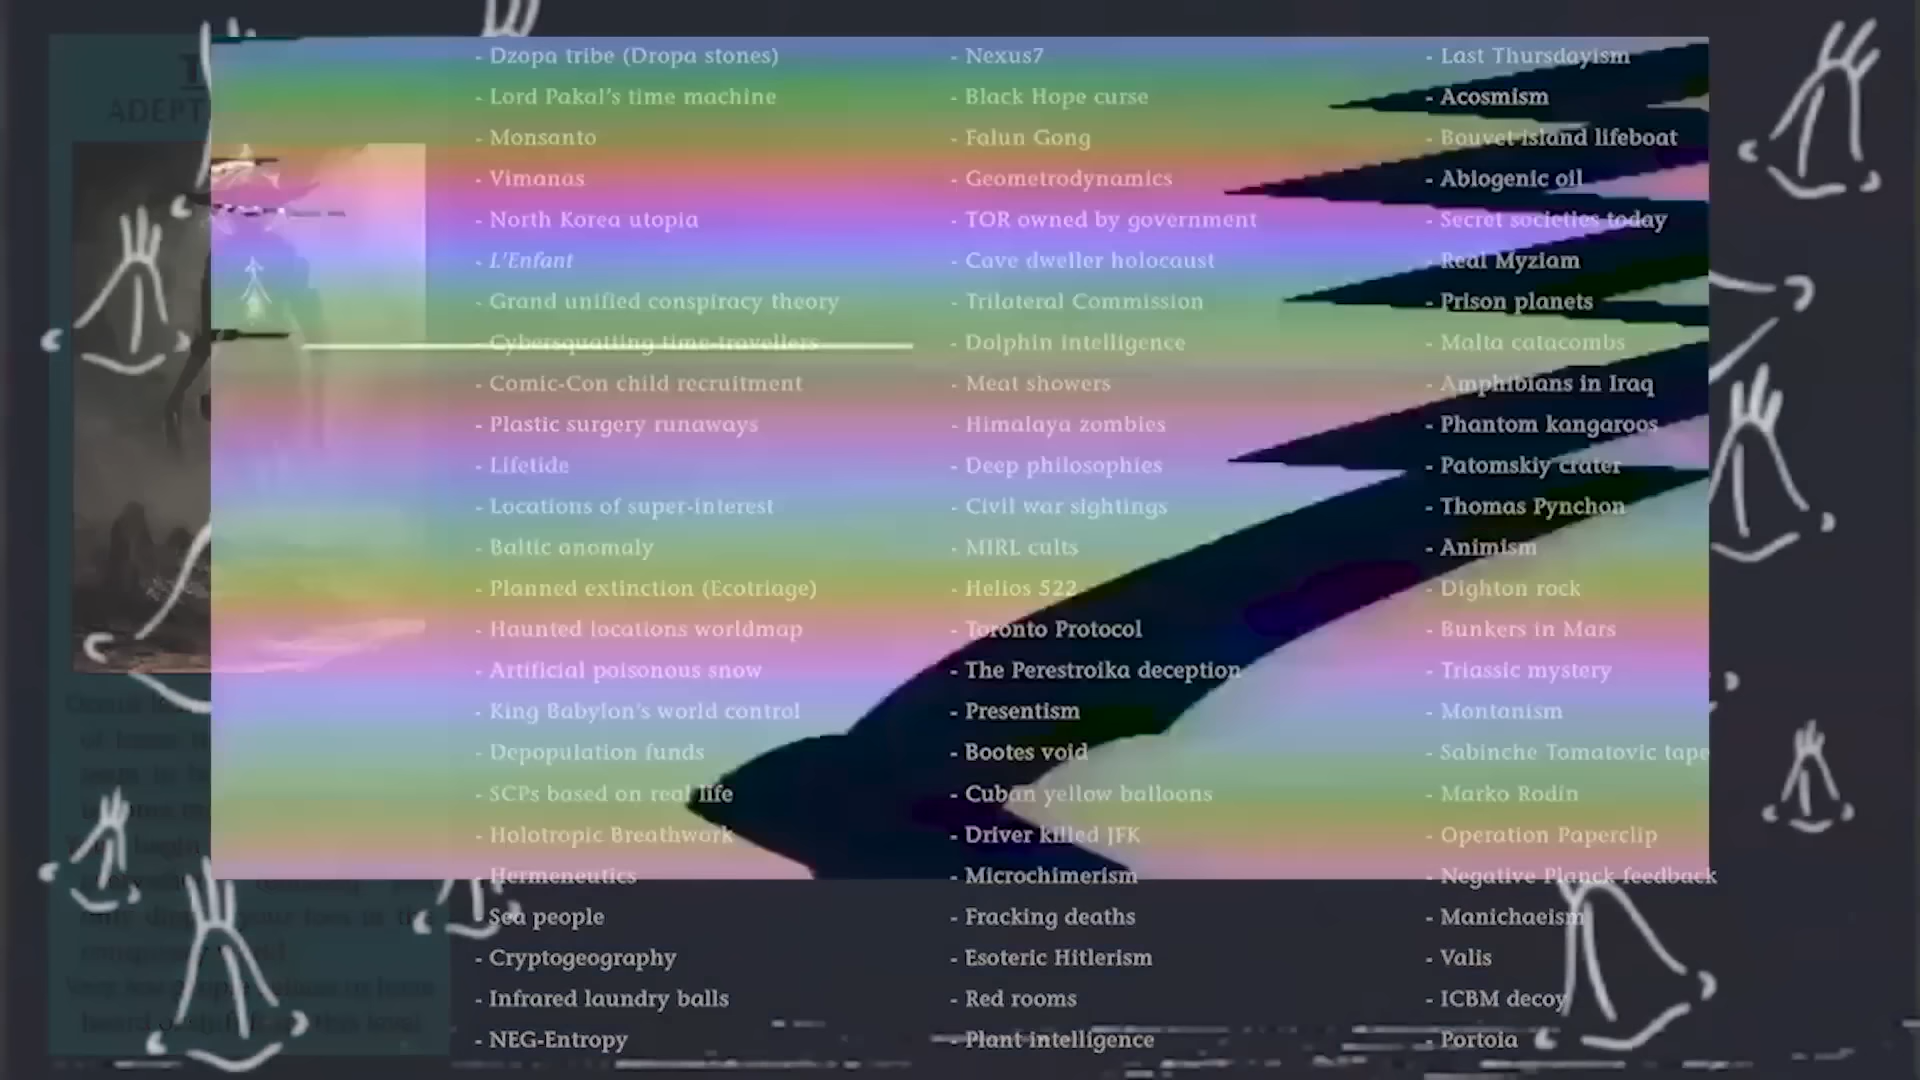 ADEPT
- Dzopa tribe (Dropa stones)
- Lord Pakal's time machine
- Monsanto
- Vimanas
- North Korea utopia
- L'Enfant
- Grand unified conspiracy theory
- Cybersquatting time-travellers
- Comic-Con child recruitment
- Plastic surgery runaways
- Lifetide
- Locations of super-interest
- Baltic anomaly
- Planned extinction (Ecotriage)
- Haunted locations worldmap
- Artificial poisonous snow
- King Babylon's world control
- Depopulation funds
- SCPs based on real life
- Holotropic Breathwork
- Hermeneutics
- Sea people
- Cryptogeography
- Infrared laundry balls
- NEG-Entropy
- Nexus7
- Black Hope curse
- Falun Gong
- Geometrodynamics
- TOR owned by government
- Cave dweller holocaust
- Trilateral Commission
- Dolphin intelligence
- Meat showers
- Himalaya zombies
- Deep philosophies
- Civil war sightings
- MIRL cults
- Helios 522
- Toronto Protocol
- The Perestroika deception
- Presentism
- Bootes void
- Cuban yellow balloons
- Driver killed JFK
- Microchimerism
- Fracking deaths
- Esoteric Hitlerism
- Red rooms
- Plant intelligence
- Last Thursdayism
- Acosmism
- Bouvet island lifeboat
- Abiogenic oil
- Secret societies today
- Real Myziam
- Prison planets
- Malta catacombs
- Amphibians in Iraq
- Phantom kangaroos
- Patomskiy crater
- Thomas Pynchon
- Animism
- Dighton rock
- Bunkers in Mars
- Triassic mystery
- Montanism
- Sabinche Tomatovic tape
- Marko Rodin
- Operation Paperclip
- Negative Planck feedback
- Manichaeism
- Valis
- ICBM decoy
- Portoia